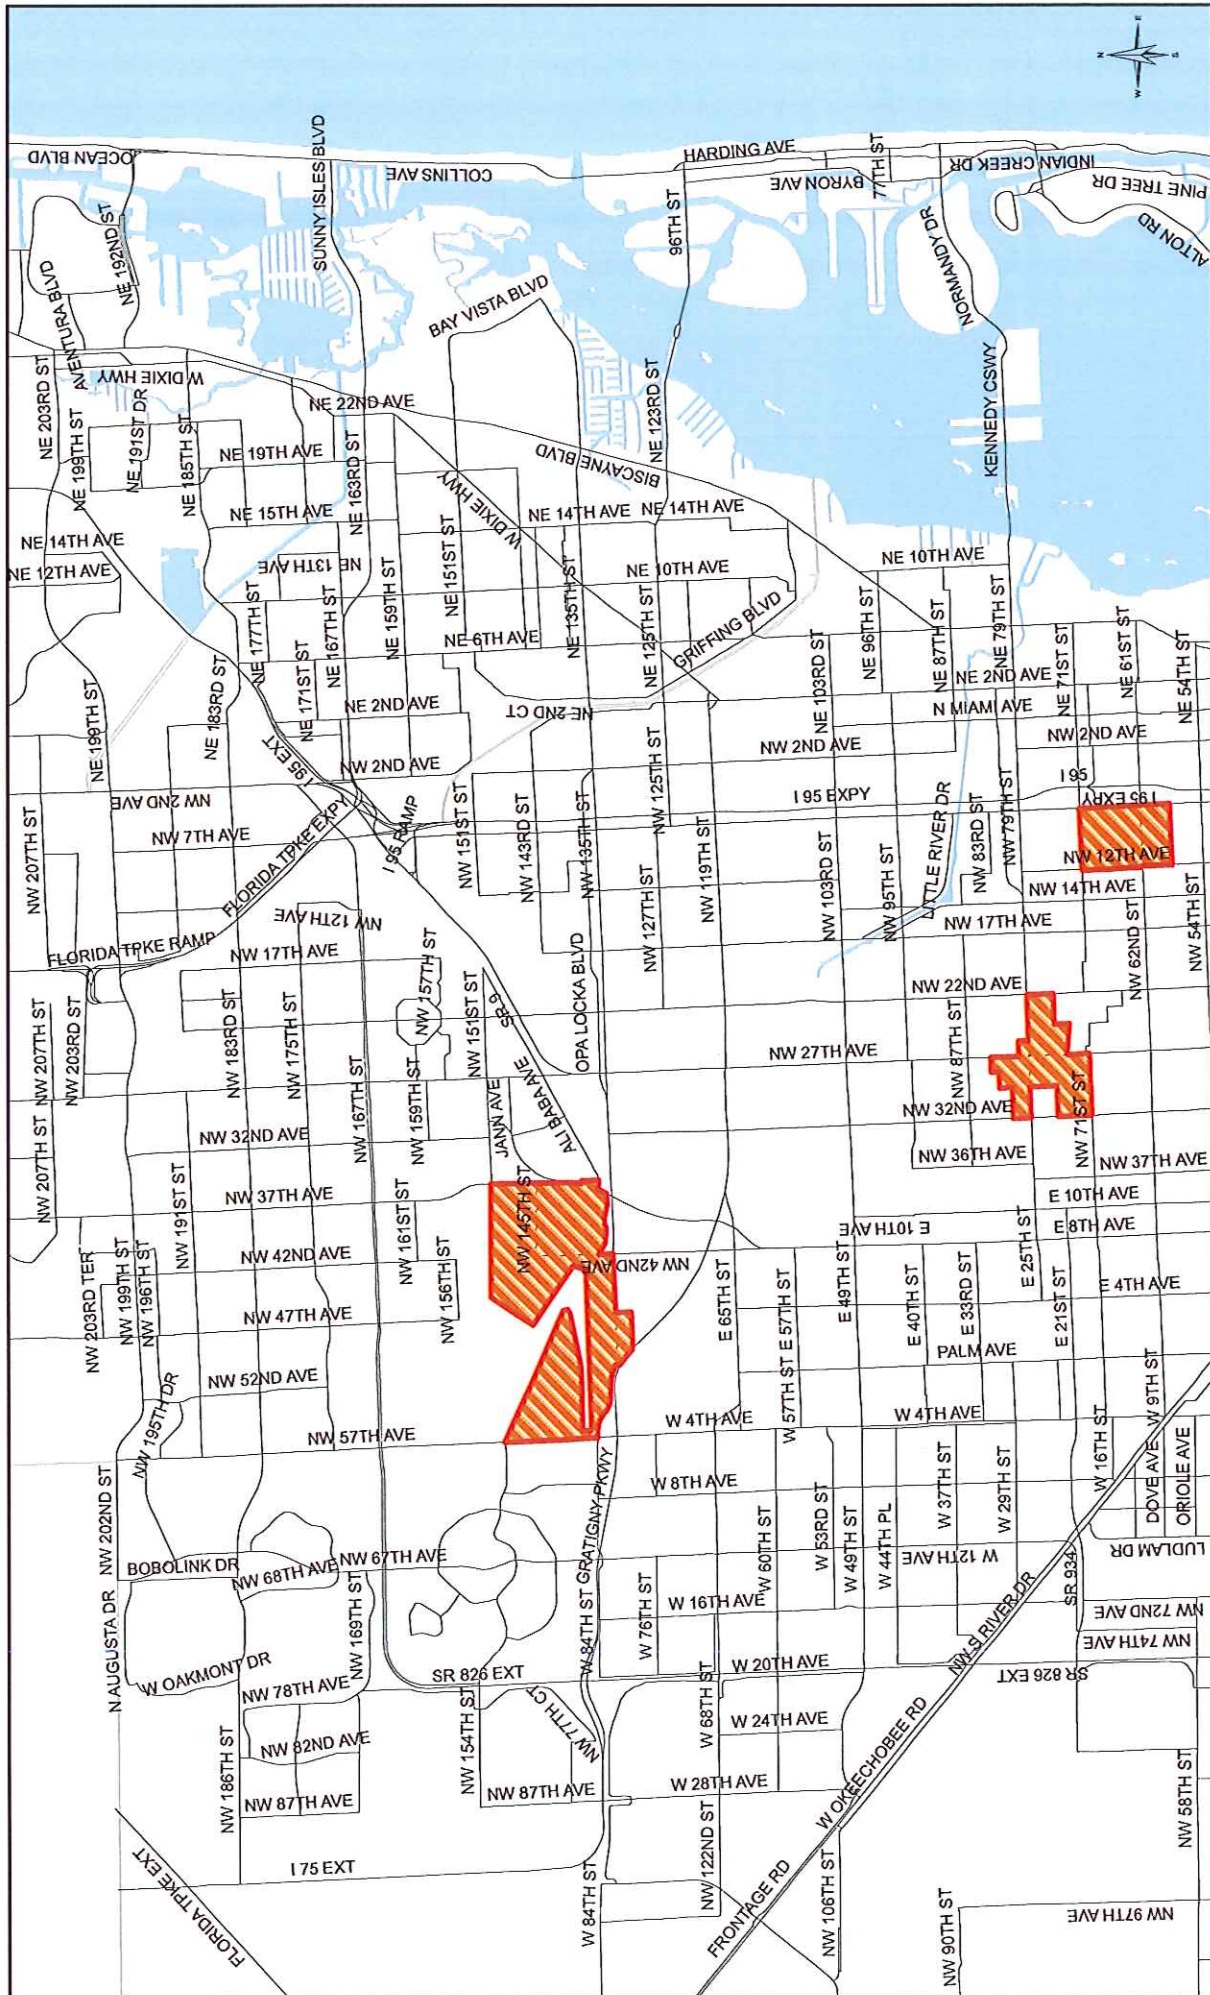 OCEAN BLVD
NE 192ND ST
SUNNY ISLES BLVD
COLLINS AVE
HARDING AVE
96TH ST
BYRON AVE
77TH ST
INDIAN CREEK DR
PINE TREE DR
ALTON RD
NORMANDY DR
N
E
S
W
AVENTURA BLVD
NE 203RD ST
W DIXIE HWY
NE 199TH ST
NE 191ST DR
NE 185TH ST
NE 22ND AVE
BAY VISTA BLVD
NE 19TH AVE
NE 163RD ST
NE 15TH AVE
BISCAYNE BLVD
NE 123RD ST
KENNEDY CSWY
W DIXIE HWY
NE 14TH AVE
NE 12TH AVE
NE 13TH AVE
NE 159TH ST
NE 151ST ST
NE 14TH AVE
NE 14TH AVE
NE 135TH ST
NE 10TH AVE
NE 10TH AVE
NE 177TH ST
NE 167TH ST
NE 171ST ST
NE 6TH AVE
NE 125TH ST
GRIFFING BLVD
NE 103RD ST
NE 96TH ST
NE 87TH ST
NE 79TH ST
NE 71ST ST
NE 61ST ST
NE 54TH ST
NE 199TH ST
NE 183RD ST
NE 2ND AVE
NE 2ND CT
NE 2ND AVE
N MIAMI AVE
I 95 EXT
NW 2ND AVE
NW 2ND AVE
NW 2ND AVE
NW 2ND AVE
NW 207TH ST
NW 7TH AVE
I 95 RAMP
NW 151ST ST
NW 143RD ST
NW 135TH ST
NW 125TH ST
NW 119TH ST
I 95 EXPY
I 95
I 95 EXPY
FLORIDA TPKE EXPY
NW 12TH AVE
NW 127TH ST
NW 103RD ST
NW 95TH ST
LITTLE RIVER DR
NW 83RD ST
NW 79TH ST
NW 12TH AVE
NW 14TH AVE
NW 17TH AVE
NW 62ND ST
NW 54TH ST
FLORIDA TPKE RAMP
NW 17TH AVE
NW 157TH ST
NW 151ST ST
SR 9
OPA LOCKA BLVD
NW 22ND AVE
NW 207TH ST
NW 203RD ST
NW 183RD ST
NW 175TH ST
NW 167TH ST
NW 159TH ST
JANN AVE
ALI BABA AVE
NW 27TH AVE
NW 87TH ST
NW 32ND AVE
NW 71ST ST
NW 207TH ST
NW 32ND AVE
NW 191ST ST
NW 37TH AVE
NW 161ST ST
NW 145TH ST
NW 36TH AVE
NW 37TH AVE
E 10TH AVE
E 10TH AVE
E 8TH AVE
NW 203RD TER
NW 199TH ST
NW 196TH ST
NW 42ND AVE
NW 156TH ST
NW 42ND AVE
E 65TH ST
E 57TH ST
E 49TH ST
E 40TH ST
E 33RD ST
E 25TH ST
E 21ST ST
E 4TH AVE
NW 47TH AVE
PALM AVE
NW 195TH DR
NW 52ND AVE
W 4TH AVE
W 57TH ST
W 4TH AVE
W 9TH ST
W 16TH ST
NW 57TH AVE
NW 202ND ST
W 8TH AVE
W 60TH ST
W 53RD ST
W 49TH ST
W 44TH PL
W 37TH ST
W 29TH ST
DOVE AVE
ORIOLE AVE
GRATIGNY PKWY
BOBOLINK DR
NW 68TH AVE
NW 67TH AVE
NW 169TH ST
W 84TH ST
W 76TH ST
W 16TH AVE
W 12TH AVE
SR 934
LUDLAM DR
NW 72ND AVE
NW 74TH AVE
N AUGUSTA DR
W OAKMONT DR
NW 78TH AVE
SR 826 EXT
W 20TH AVE
NW S RIVER DR
SR 826 EXT
NW 186TH ST
NW 82ND AVE
NW 154TH ST
NW 77TH CT
W 68TH ST
W 24TH AVE
W OKEECHOBEE RD
NW 87TH AVE
NW 87TH AVE
W 28TH AVE
NW 58TH ST
FLORIDA TPKE EXT
I 75 EXT
W 84TH ST
NW 122ND ST
FRONTAGE RD
NW 106TH ST
NW 90TH ST
NW 97TH AVE